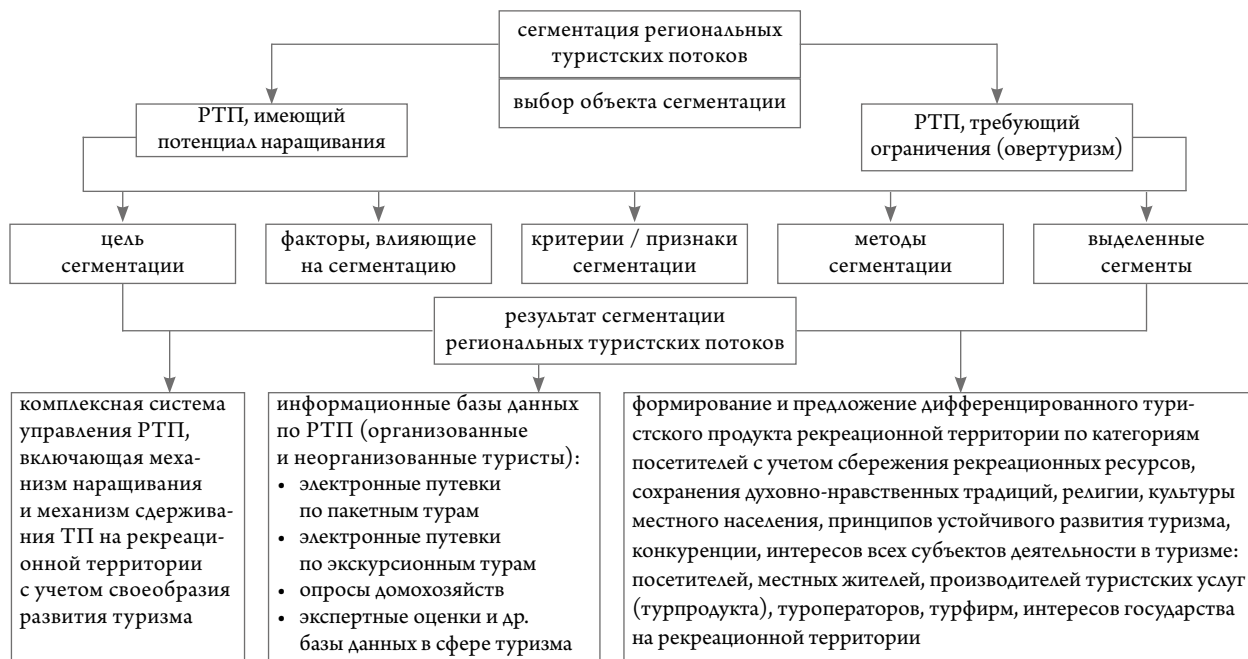 сегментация региональных
туристских потоков
выбор объекта сегментации
РТП, имеющий
потенциал наращивания
РТП, требующий
ограничения (овертуризм)
цель
сегментации
факторы, влияющие
на сегментацию
критерии / признаки
сегментации
методы
сегментации
выделенные
сегменты
результат сегментации
региональных туристских потоков
комплексная система
управления РТП,
включающая меха-
низм наращивания
и механизм сдержива-
ния ТП на рекреаци-
онной территории
с учетом своеобразия
развития туризма
информационные базы данных
по РТП (организованные
и неорганизованные туристы):
• электронные путевки
по пакетным турам
• электронные путевки
по экскурсионным турам
• опросы домохозяйств
• экспертные оценки и др.
базы данных в сфере туризма
формирование и предложение дифференцированного тури-
стского продукта рекреационной территории по категориям
посетителей с учетом сбережения рекреационных ресурсов,
сохранения духовно-нравственных традиций, религии, культуры
местного населения, принципов устойчивого развития туризма,
конкуренции, интересов всех субъектов деятельности в туризме:
посетителей, местных жителей, производителей туристских услуг
(турпродукта), туроператоров, турфирм, интересов государства
на рекреационной территории